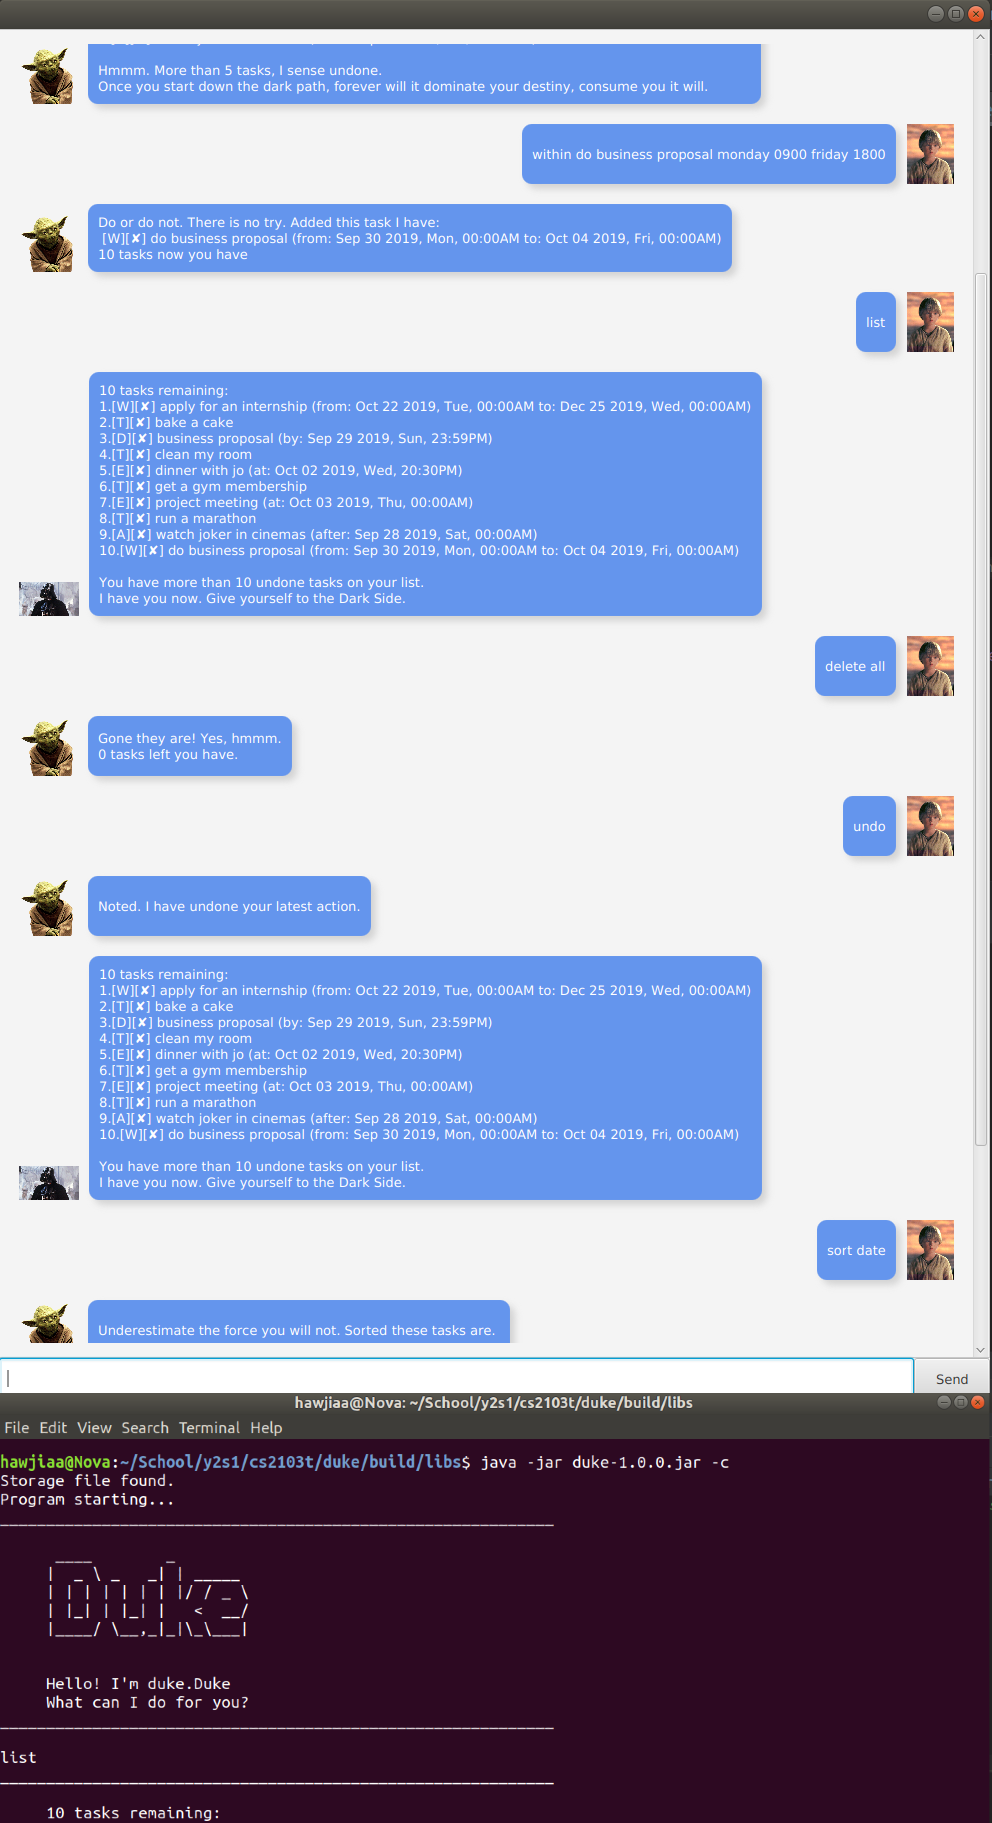 Hmmm. More than 5 tasks, I sense undone.
Once you start down the dark path, forever will it dominate your destiny, consume you it will.
within do business proposal monday 0900 friday 1800
Do or do not. There is no try. Added this task I have:
[W][✘] do business proposal (from: Sep 30 2019, Mon, 00:00AM to: Oct 04 2019, Fri, 00:00AM)
10 tasks now you have
list
10 tasks remaining:
1.[W][✘] apply for an internship (from: Oct 22 2019, Tue, 00:00AM to: Dec 25 2019, Wed, 00:00AM)
2.[T][✘] bake a cake
3.[D][✘] business proposal (by: Sep 29 2019, Sun, 23:59PM)
4.[T][✘] clean my room
5.[E][✘] dinner with jo (at: Oct 02 2019, Wed, 20:30PM)
6.[T][✘] get a gym membership
7.[E][✘] project meeting (at: Oct 03 2019, Thu, 00:00AM)
8.[T][✘] run a marathon
9.[A][✘] watch joker in cinemas (after: Sep 28 2019, Sat, 00:00AM)
10.[W][✘] do business proposal (from: Sep 30 2019, Mon, 00:00AM to: Oct 04 2019, Fri, 00:00AM)
You have more than 10 undone tasks on your list.
I have you now. Give yourself to the Dark Side.
delete all
Gone they are! Yes, hmmm.
0 tasks left you have.
undo
Noted. I have undone your latest action.
10 tasks remaining:
1.[W][✘] apply for an internship (from: Oct 22 2019, Tue, 00:00AM to: Dec 25 2019, Wed, 00:00AM)
2.[T][✘] bake a cake
3.[D][✘] business proposal (by: Sep 29 2019, Sun, 23:59PM)
4.[T][✘] clean my room
5.[E][✘] dinner with jo (at: Oct 02 2019, Wed, 20:30PM)
6.[T][✘] get a gym membership
7.[E][✘] project meeting (at: Oct 03 2019, Thu, 00:00AM)
8.[T][✘] run a marathon
9.[A][✘] watch joker in cinemas (after: Sep 28 2019, Sat, 00:00AM)
10.[W][✘] do business proposal (from: Sep 30 2019, Mon, 00:00AM to: Oct 04 2019, Fri, 00:00AM)
You have more than 10 undone tasks on your list.
I have you now. Give yourself to the Dark Side.
sort date
Underestimate the force you will not. Sorted these tasks are.
Send
hawjiaa@Nova: ~/School/y2s1/cs2103t/duke/build/libs
File Edit View Search Terminal Help
hawjiaa@Nova:~/School/y2s1/cs2103t/duke/build/libs$ java -jar duke-1.0.0.jar -c
Storage file found.
Program starting...
Duke
Hello! I'm duke.Duke
What can I do for you?
list
10 tasks remaining: